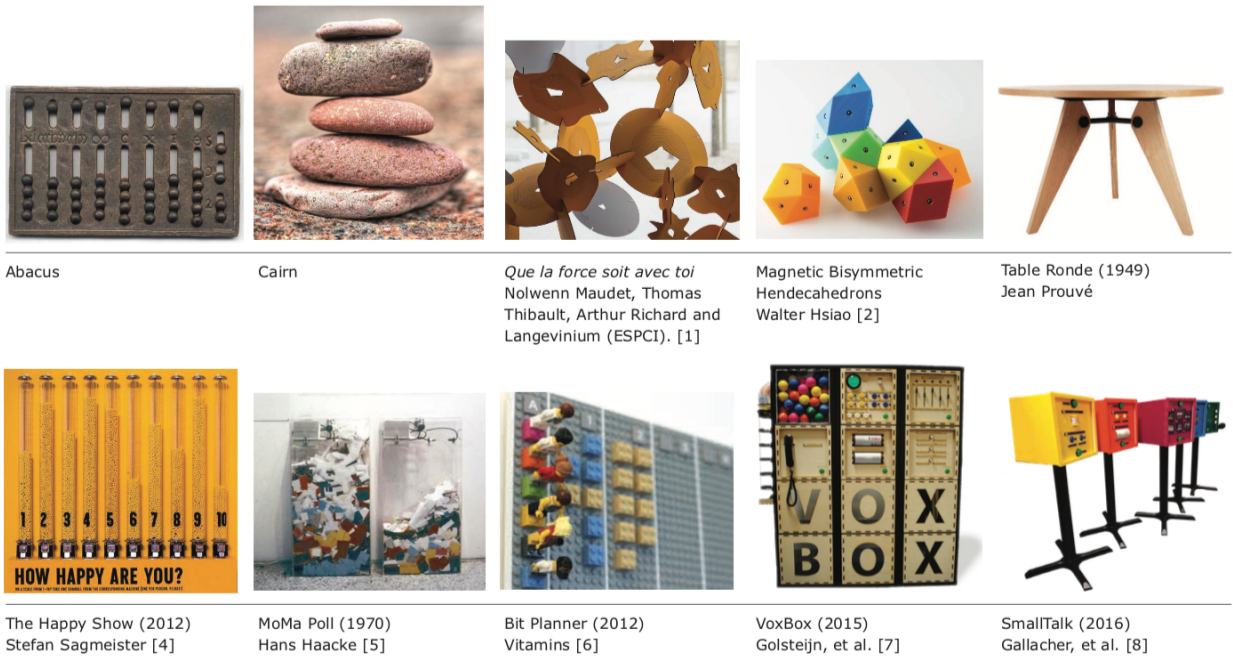 Abacus
Cairn
Que la force soit avec toi
Nolwenn Maudet, Thomas
Thibault, Arthur Richard and
Langevinium (ESPCI). [1]
Magnetic Bisymmetric
Hendecahedrons
Walter Hsiao [2]
Table Ronde (1949)
Jean Prouvé
1 2 3 4 5 6 7 8 9 10
HOW HAPPY ARE YOU?
VOX
BOX
The Happy Show (2012)
Stefan Sagmeister [4]
MoMa Poll (1970)
Hans Haacke [5]
Bit Planner (2012)
Vitamins [6]
VoxBox (2015)
Golsteijn, et al. [7]
SmallTalk (2016)
Gallacher, et al. [8]